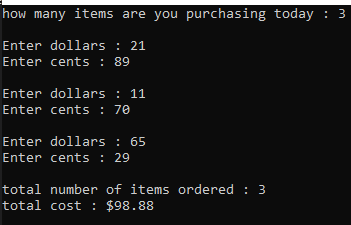 how many items are you purchasing today : 3
Enter dollars : 21
Enter cents : 89
Enter dollars : 11
Enter cents : 70
Enter dollars : 65
Enter cents : 29
total number of items ordered : 3
total cost : $98.88